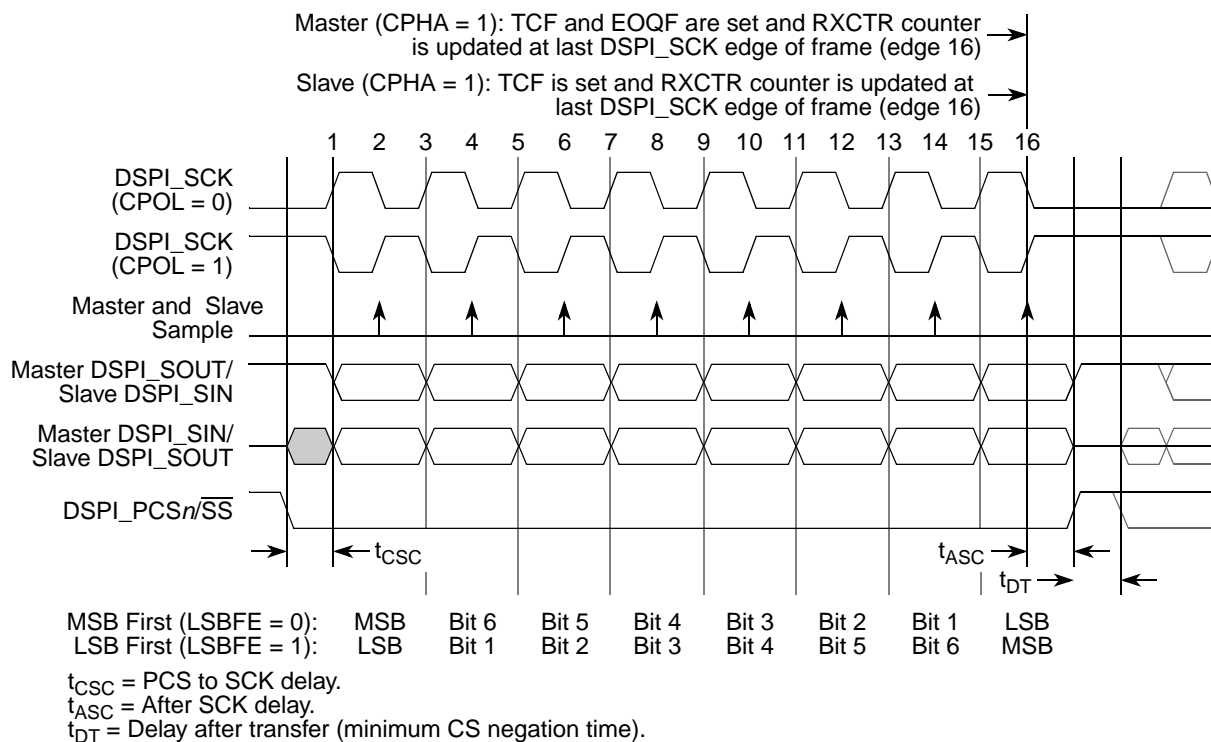 Master (CPHA = 1): TCF and EOQF are set and RXCTR counter
is updated at last DSPI_SCK edge of frame (edge 16)
Slave (CPHA = 1): TCF is set and RXCTR counter is updated at
last DSPI_SCK edge of frame (edge 16)
1 2 3 4 5 6 7 8 9 10 11 12 13 14 15 16
DSPI_SCK
(CPOL = 0)
DSPI_SCK
(CPOL = 1)
Master and Slave
Sample
Master DSPI_SOUT/
Slave DSPI_SIN
Master DSPI_SIN/
Slave DSPI_SOUT
DSPI_PCSn/SS
tCSC tASC
tDT
MSB First (LSBFE = 0): MSB Bit 6 Bit 5 Bit 4 Bit 3 Bit 2 Bit 1 LSB
LSB First (LSBFE = 1): LSB Bit 1 Bit 2 Bit 3 Bit 4 Bit 5 Bit 6 MSB
tCSC = PCS to SCK delay.
tASC = After SCK delay.
tDT = Delay after transfer (minimum CS negation time).